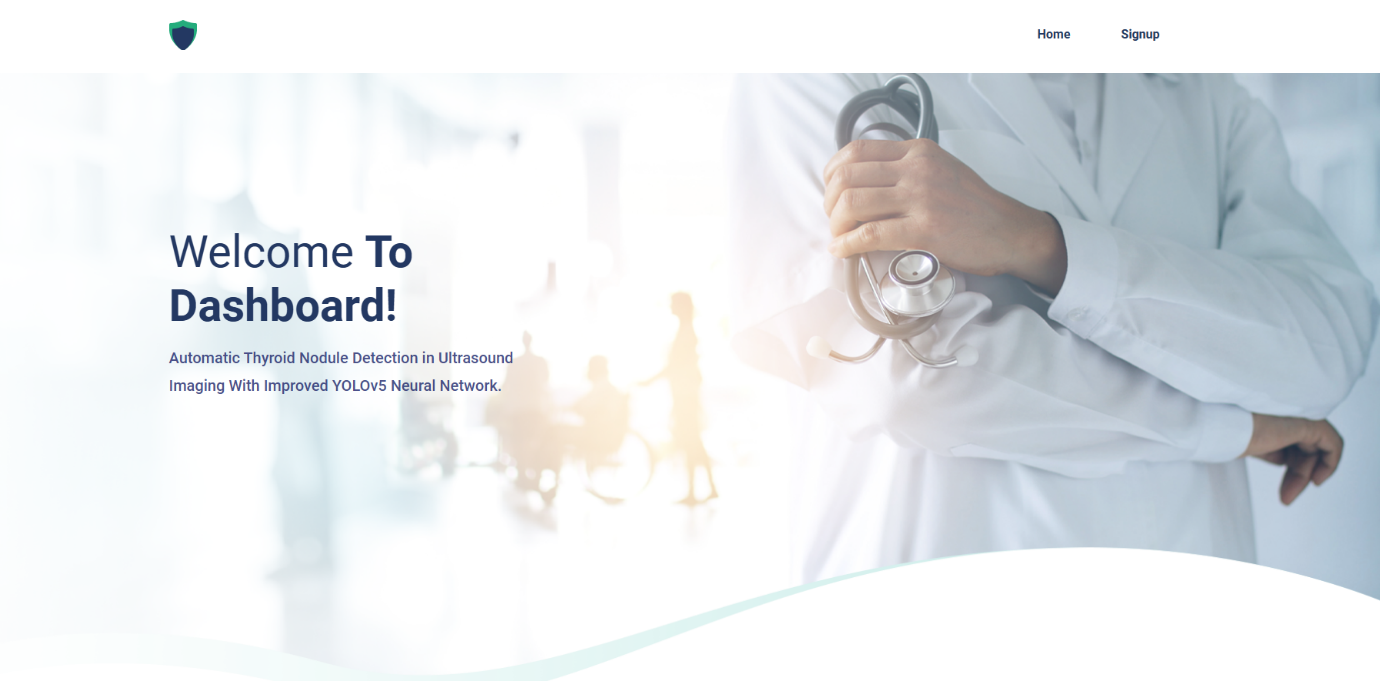 Home Signup
Welcome To
Dashboard!
Automatic Thyroid Nodule Detection in Ultrasound
Imaging With Improved YOLOv5 Neural Network.